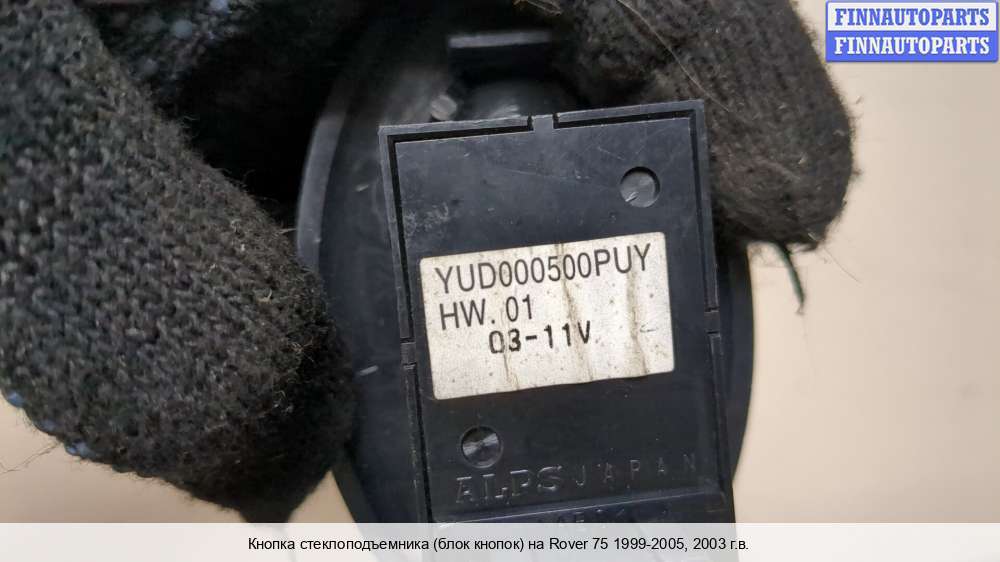 FINNAUTOPARTS
FINNAUTOPARTS
YUD000500PUY
HW. 01
03-11V
ALPS JAPAN
Кнопка стеклоподъемника (блок кнопок) на Rover 75 1999-2005, 2003 г.в.